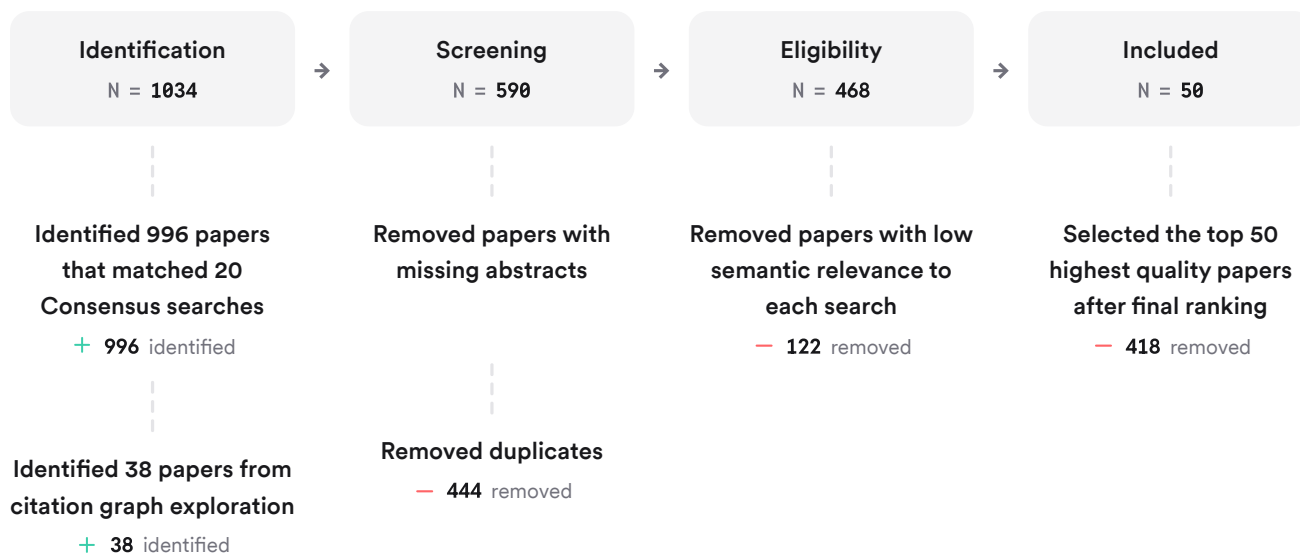 Identification
N = 1034
Screening
N = 590
Eligibility
N = 468
Included
N = 50
Identified 996 papers
that matched 20
Consensus searches
+ 996 identified
Identified 38 papers from
citation graph exploration
+ 38 identified
Removed papers with
missing abstracts
Removed duplicates
− 444 removed
Removed papers with low
semantic relevance to
each search
− 122 removed
Selected the top 50
highest quality papers
after final ranking
− 418 removed